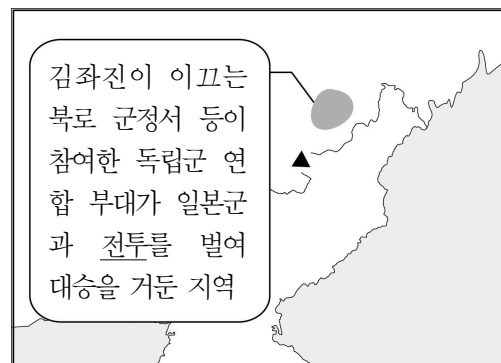 김좌진이 이끄는
북로 군정서 등이
참여한 독립군 연
합 부대가 일본군
과 전투를 벌여
대승을 거둔 지역